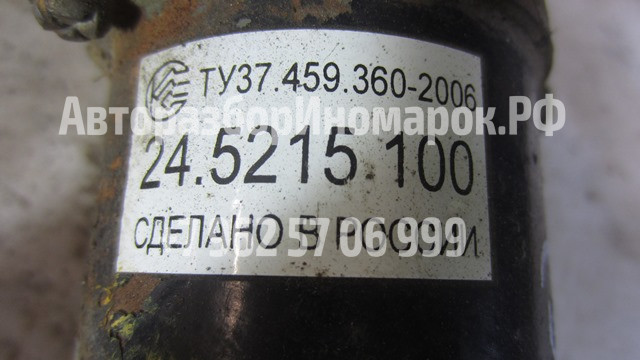 ТУ37.459.360-2006
АвторазборИномарок.РФ
24.5215 100
СДЕЛАНО В РОССИИ